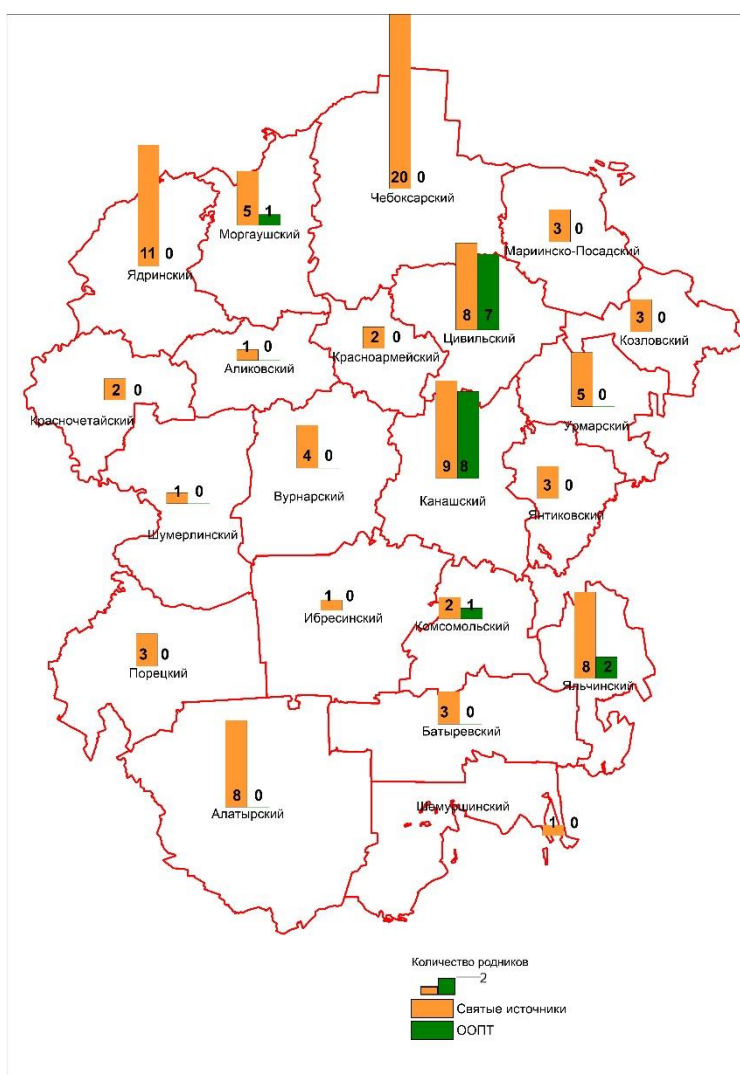 20 0
Чебоксарский
5 1
Моргаушский
3 0
Мариинско-Посадский
11 0
Ядринский
8 7
Цивильский
3 0
Козловский
2 0
Красноармейский
1 0
Аликовский
2 0
Красночетайский
5 0
Урмарский
4 0
Вурнарский
9 8
Канашский
3 0
Янтиковский
1 0
Шумерлинский
1 0
Ибресинский
2 1
Комсомольский
3 0
Порецкий
8 2
Яльчикский
3 0
Батыревский
8 0
Алатырский
Шемуршинский
1 0
Количество родников
2
Святые источники
ООПТ